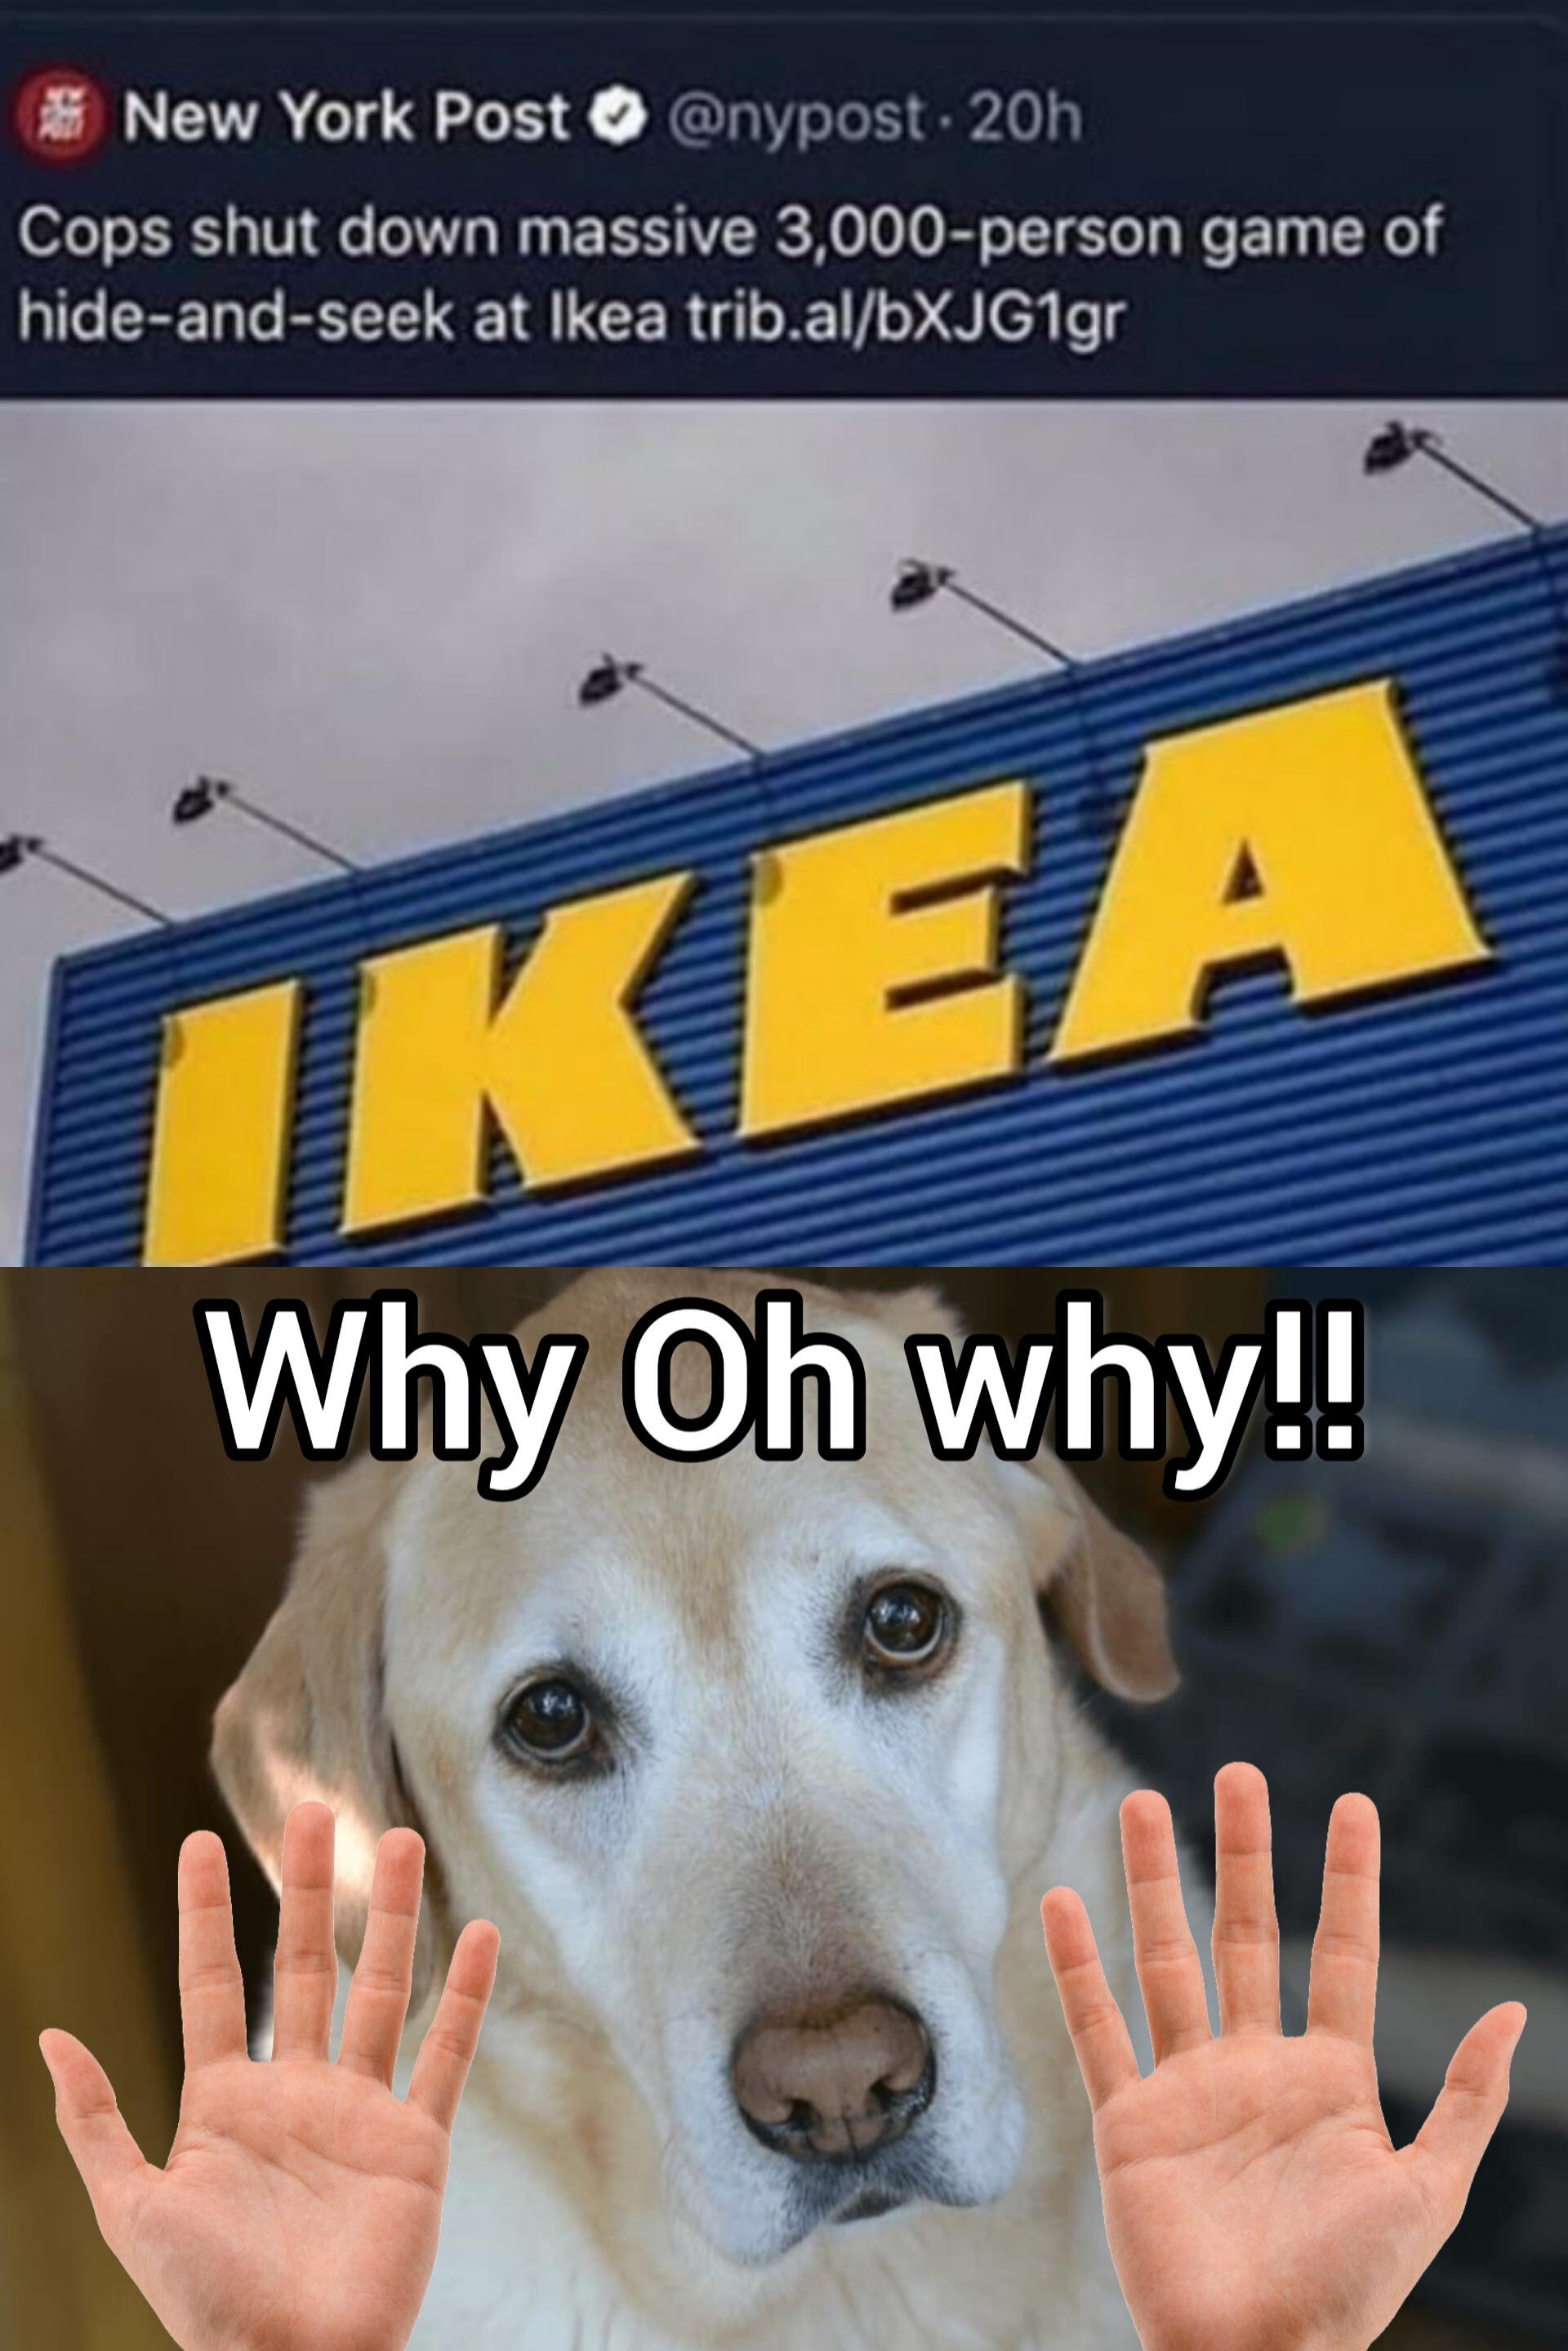 New York Post @nypost · 20h
Cops shut down massive 3,000-person game of
hide-and-seek at Ikea trib.al/bXJG1gr
IKEA
Why Oh why!!